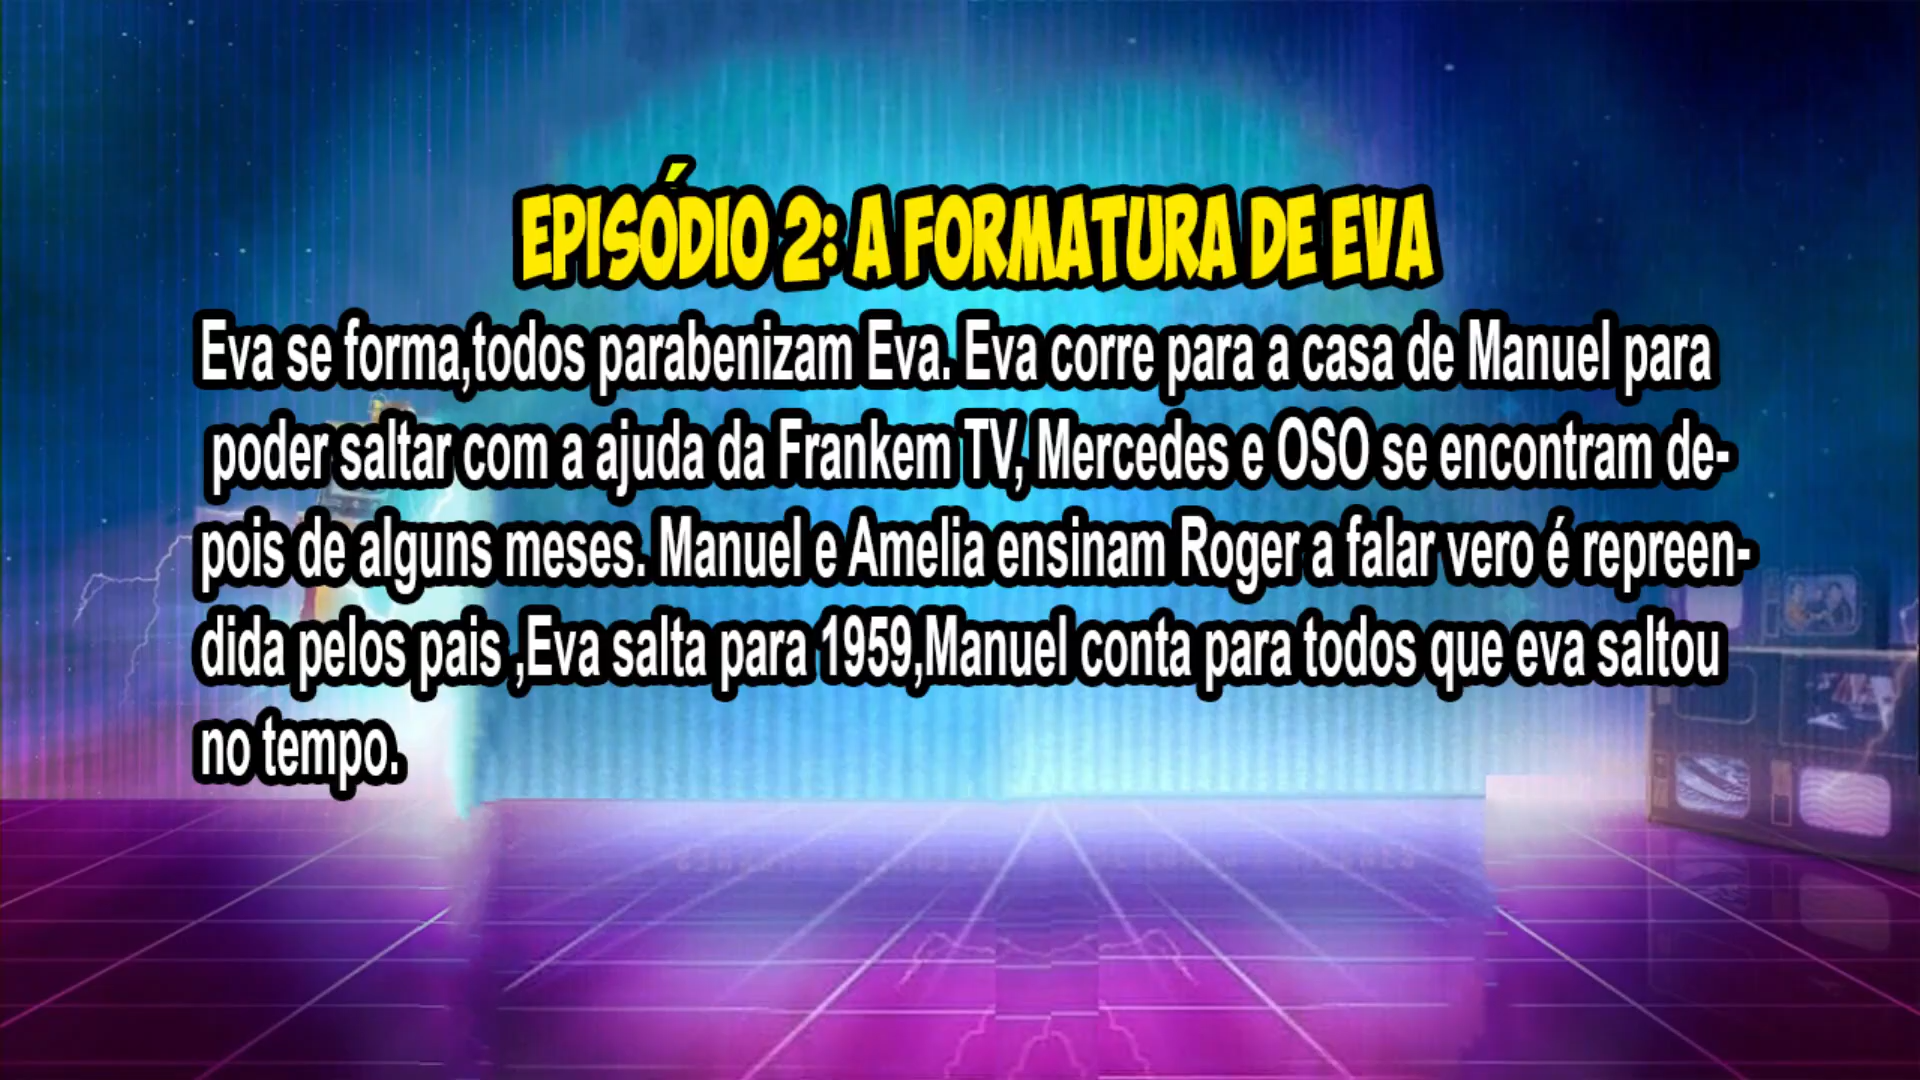 EPISÓDIO 2: A FORMATURA DE EVA
Eva se forma,todos parabenizam Eva. Eva corre para a casa de Manuel para
poder saltar com a ajuda da Frankem TV, Mercedes e OSO se encontram de-
pois de alguns meses. Manuel e Amelia ensinam Roger a falar vero é repreen-
dida pelos pais ,Eva salta para 1959,Manuel conta para todos que eva saltou
no tempo.